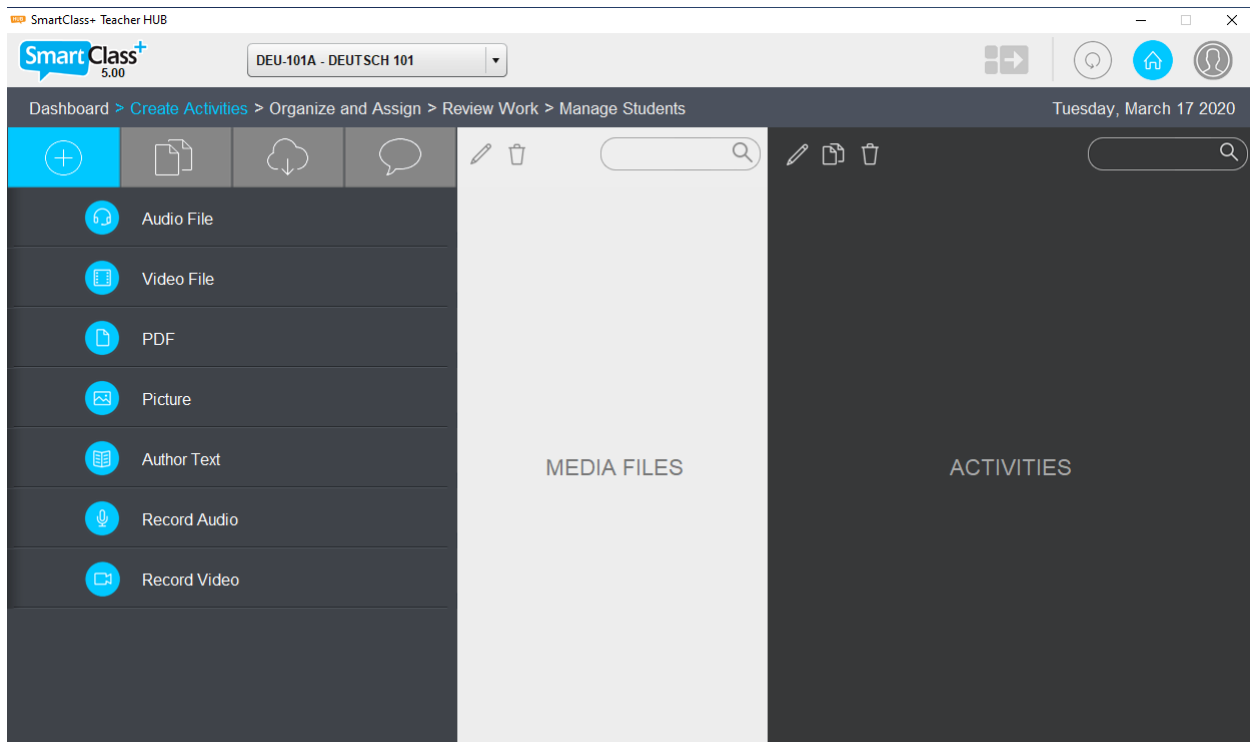 HUB SmartClass+ Teacher HUB
SmartClass+
5.00
DEU-101A - DEUTSCH 101
Dashboard > Create Activities > Organize and Assign > Review Work > Manage Students
Tuesday, March 17 2020
Audio File
Video File
PDF
Picture
Author Text
Record Audio
Record Video
MEDIA FILES
ACTIVITIES